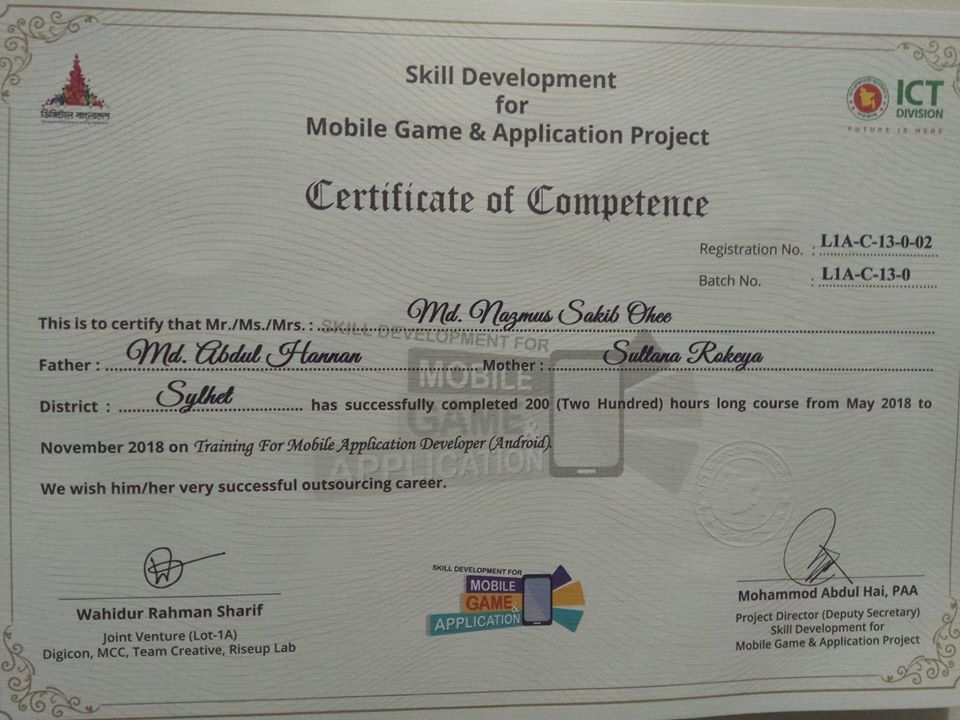 Skill Development
for
Mobile Game & Application Project
ডিজিটাল বাংলাদেশ
ICT
DIVISION
FUTURE IS HERE
Certificate of Competence
Registration No. : L1A-C-13-0-02
Batch No. : L1A-C-13-0
This is to certify that Mr./Ms./Mrs. : Md. Nazmus Sakib Ohee
Father : Md. Abdul Hannan Mother : Sultana Rokeya
District : Sylhet has successfully completed 200 (Two Hundred) hours long course from May 2018 to
November 2018 on Training For Mobile Application Developer (Android).
We wish him/her very successful outsourcing career.
SKILL DEVELOPMENT FOR
MOBILE
GAME &
APPLICATION
Wahidur Rahman Sharif
Joint Venture (Lot-1A)
Digicon, MCC, Team Creative, Riseup Lab
SKILL DEVELOPMENT FOR
MOBILE
GAME &
APPLICATION
Mohammod Abdul Hai, PAA
Project Director (Deputy Secretary)
Skill Development for
Mobile Game & Application Project